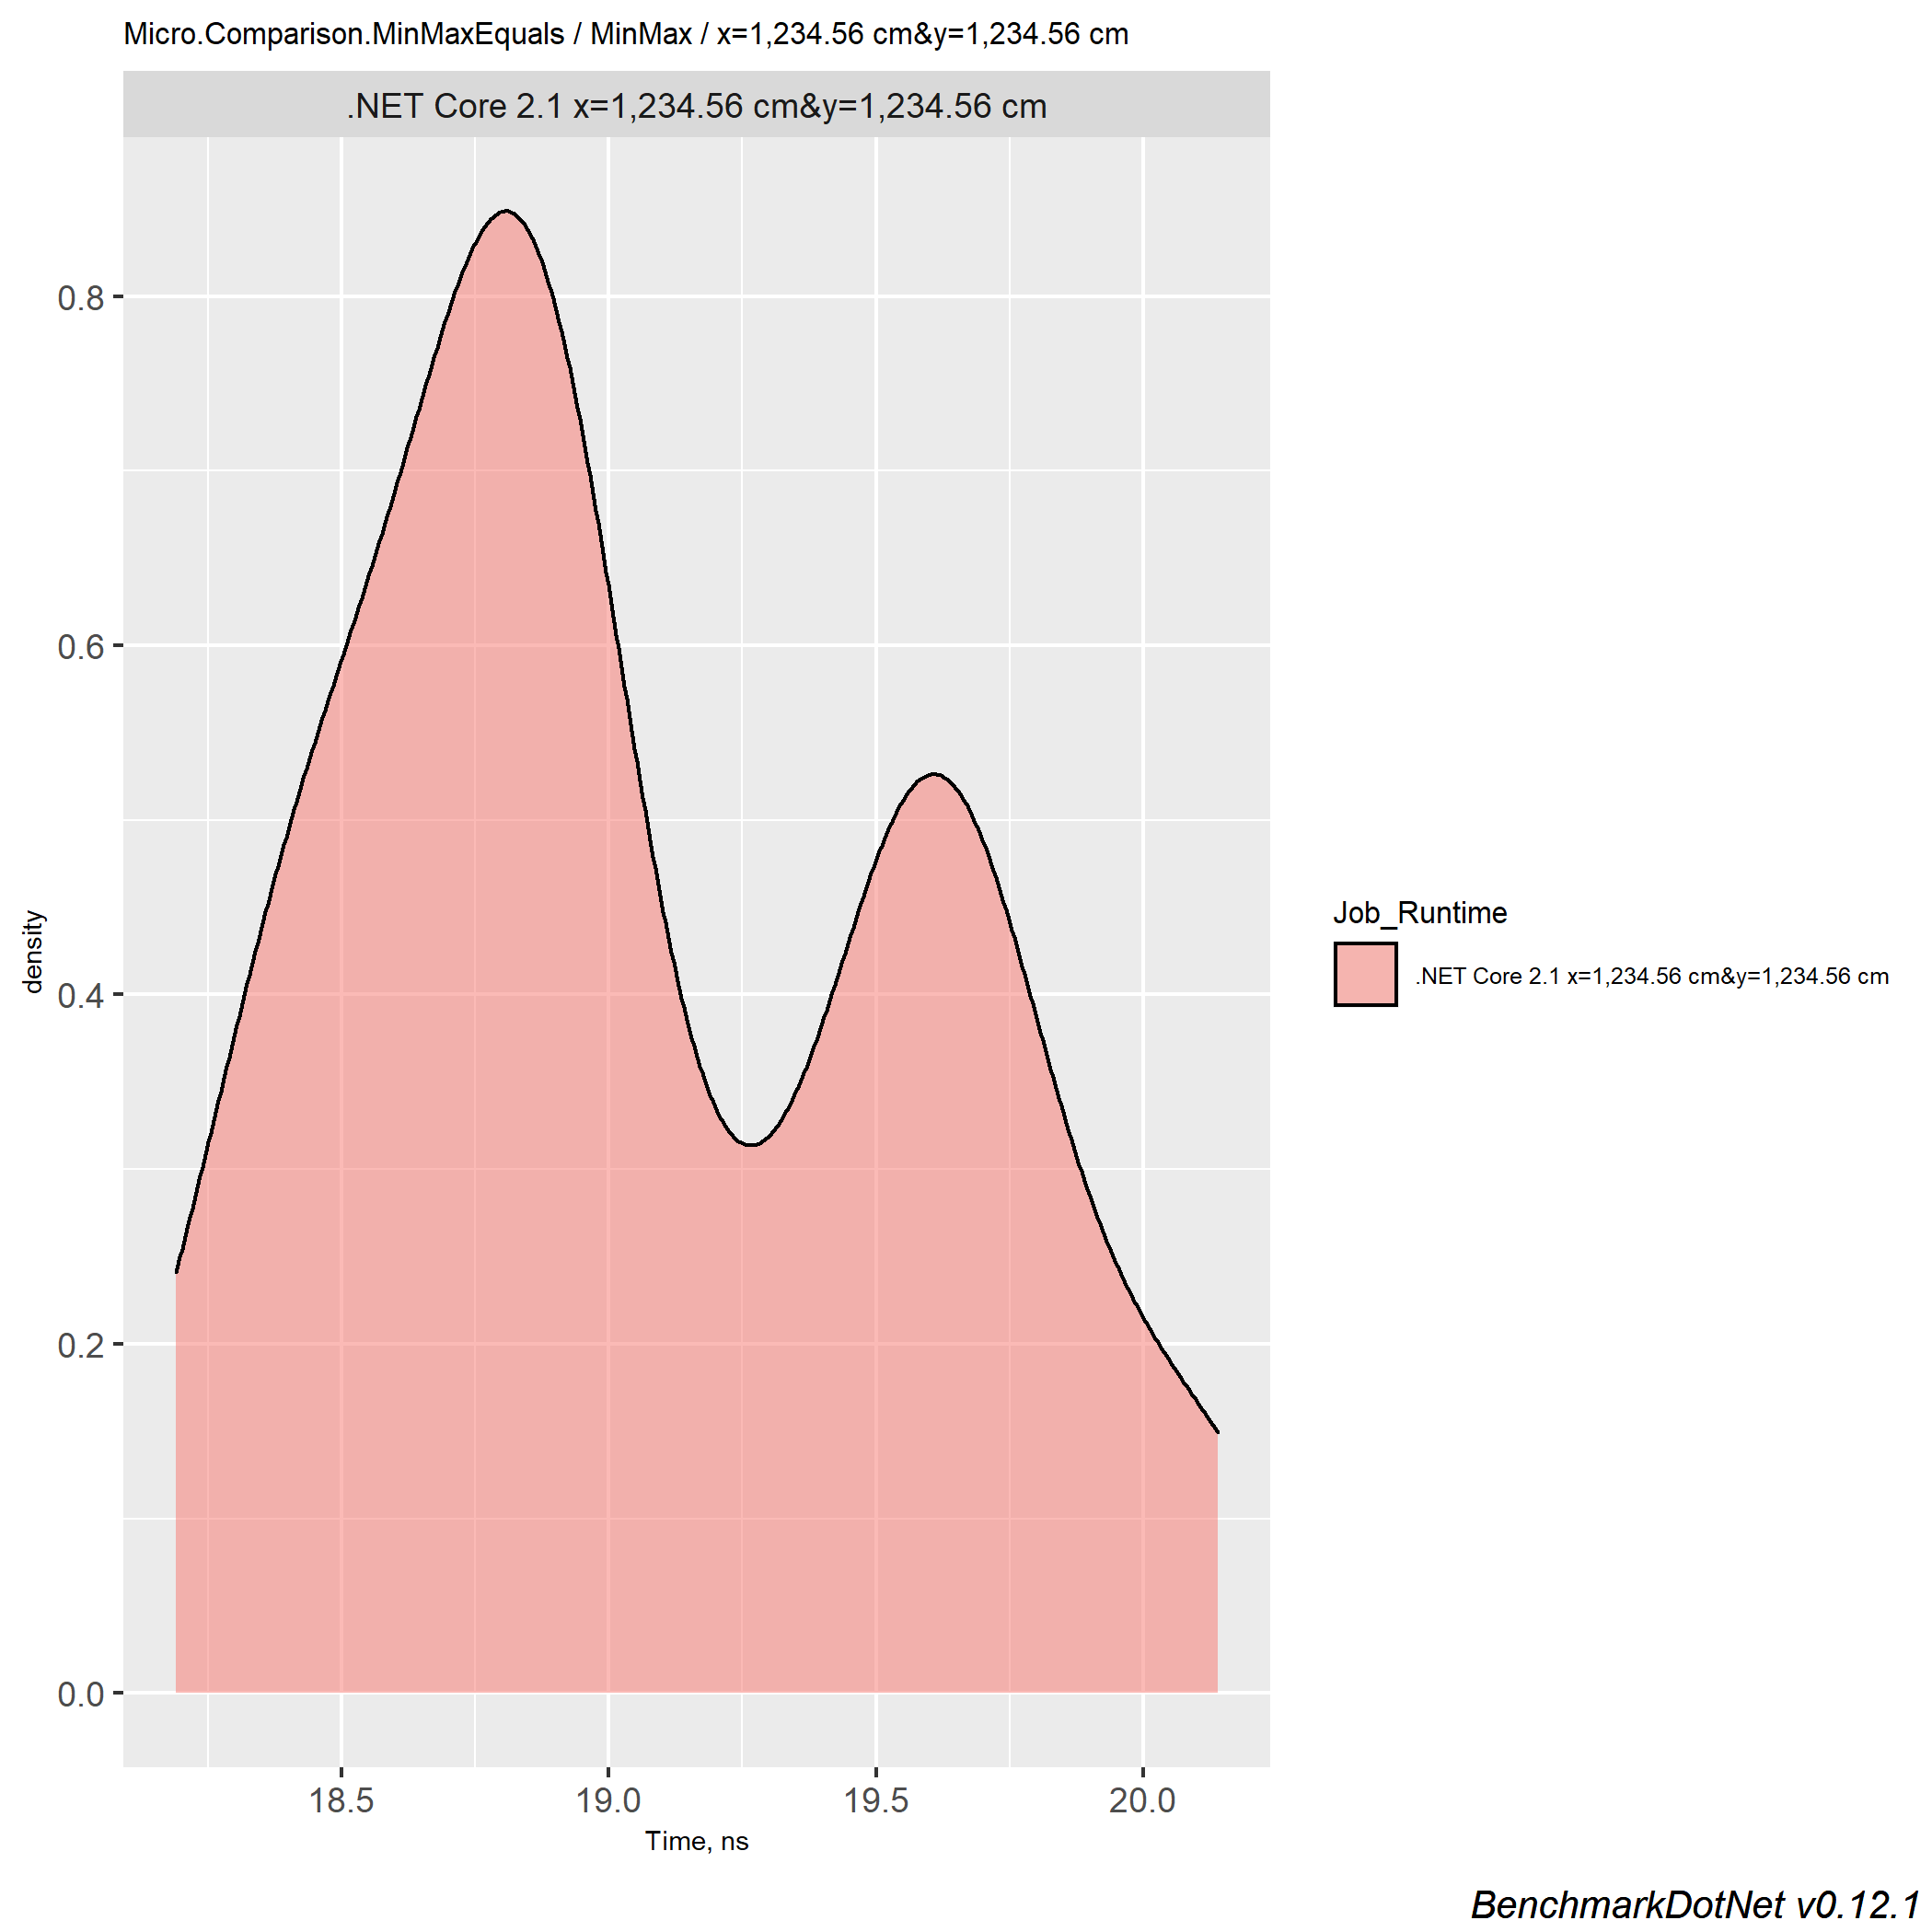 Micro.Comparison.MinMaxEquals / MinMax / x=1,234.56 cm&y=1,234.56 cm
.NET Core 2.1 x=1,234.56 cm&y=1,234.56 cm
0.8
0.6
0.4
0.2
0.0
density
18.5 19.0 19.5 20.0
Time, ns
Job_Runtime
.NET Core 2.1 x=1,234.56 cm&y=1,234.56 cm
BenchmarkDotNet v0.12.1